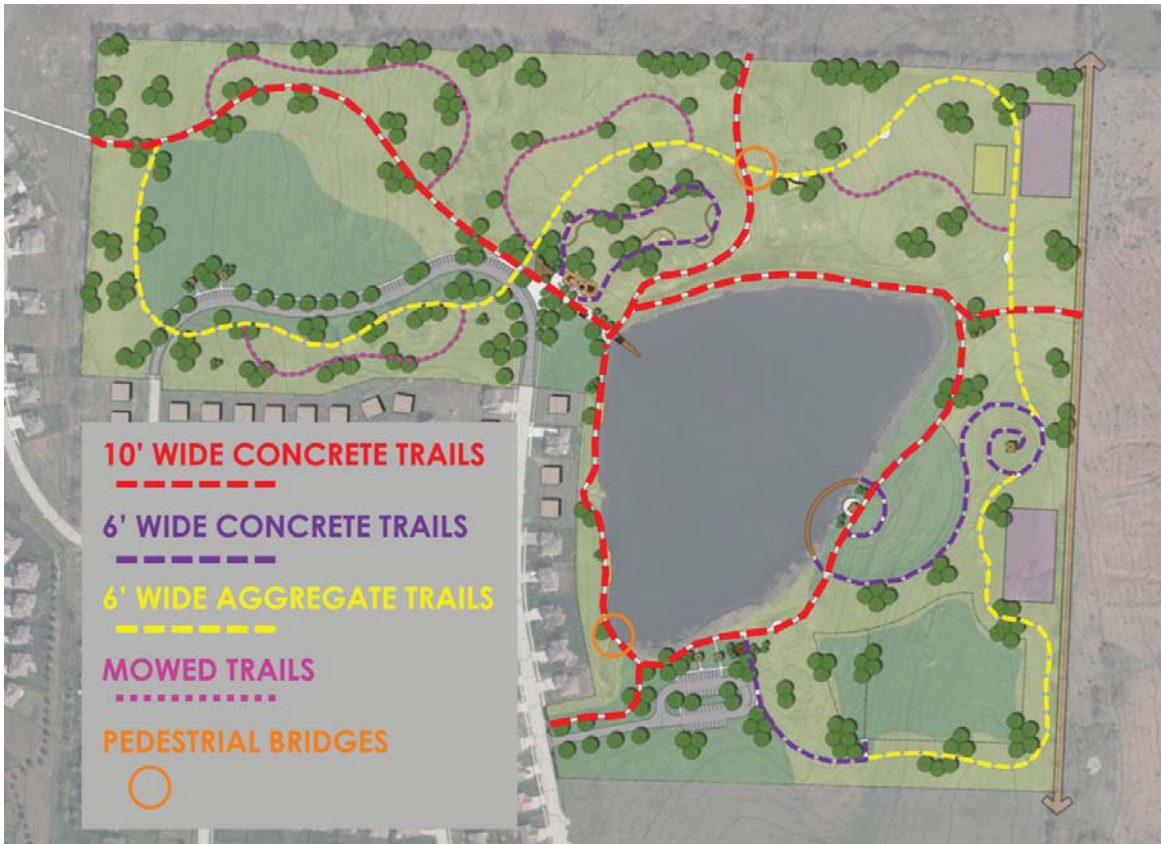 10' WIDE CONCRETE TRAILS
6' WIDE CONCRETE TRAILS
6' WIDE AGGREGATE TRAILS
MOWED TRAILS
PEDESTRIAL BRIDGES